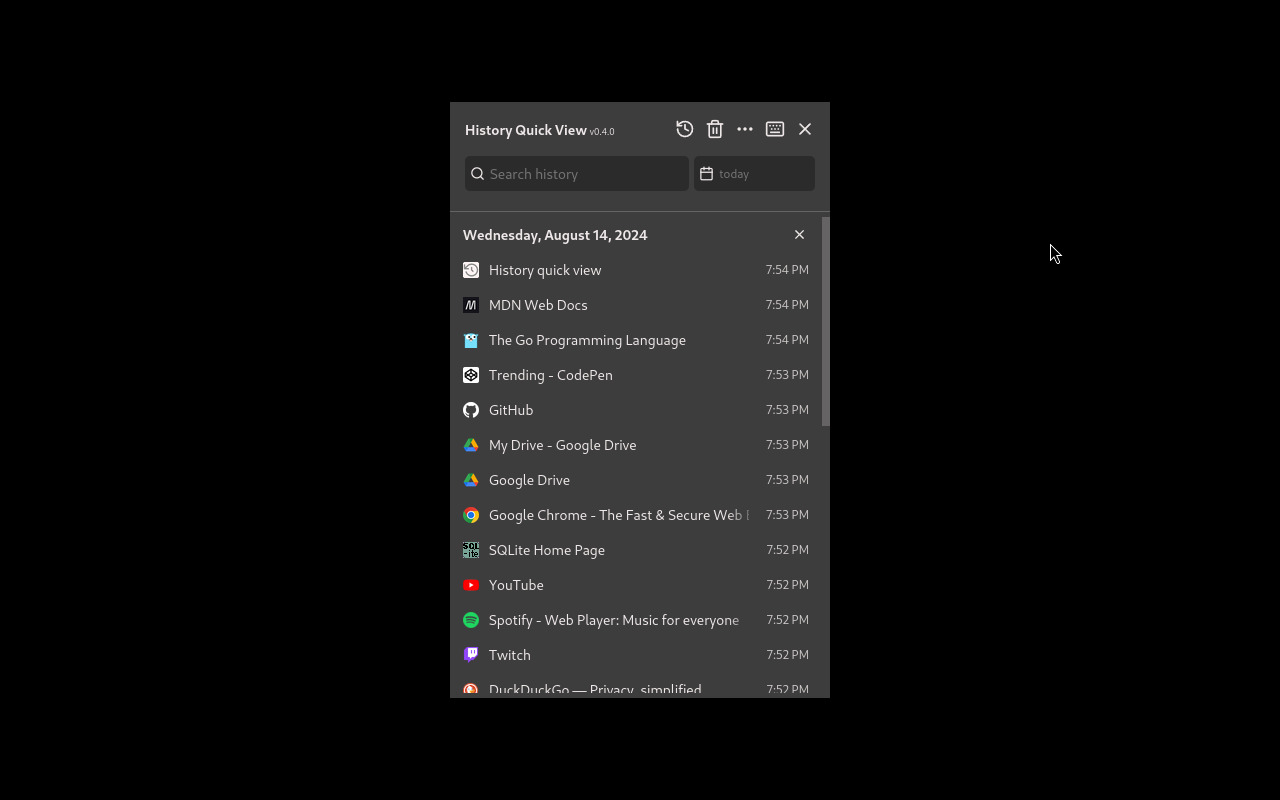 History Quick View v0.4.0
Search history
today
Wednesday, August 14, 2024
History quick view 7:54 PM
MDN Web Docs 7:54 PM
The Go Programming Language 7:54 PM
Trending - CodePen 7:53 PM
GitHub 7:53 PM
My Drive - Google Drive 7:53 PM
Google Drive 7:53 PM
Google Chrome - The Fast & Secure Web 7:53 PM
SQLite Home Page 7:52 PM
YouTube 7:52 PM
Spotify - Web Player: Music for everyone 7:52 PM
Twitch 7:52 PM
DuckDuckGo — Privacy, simplified 7:52 PM